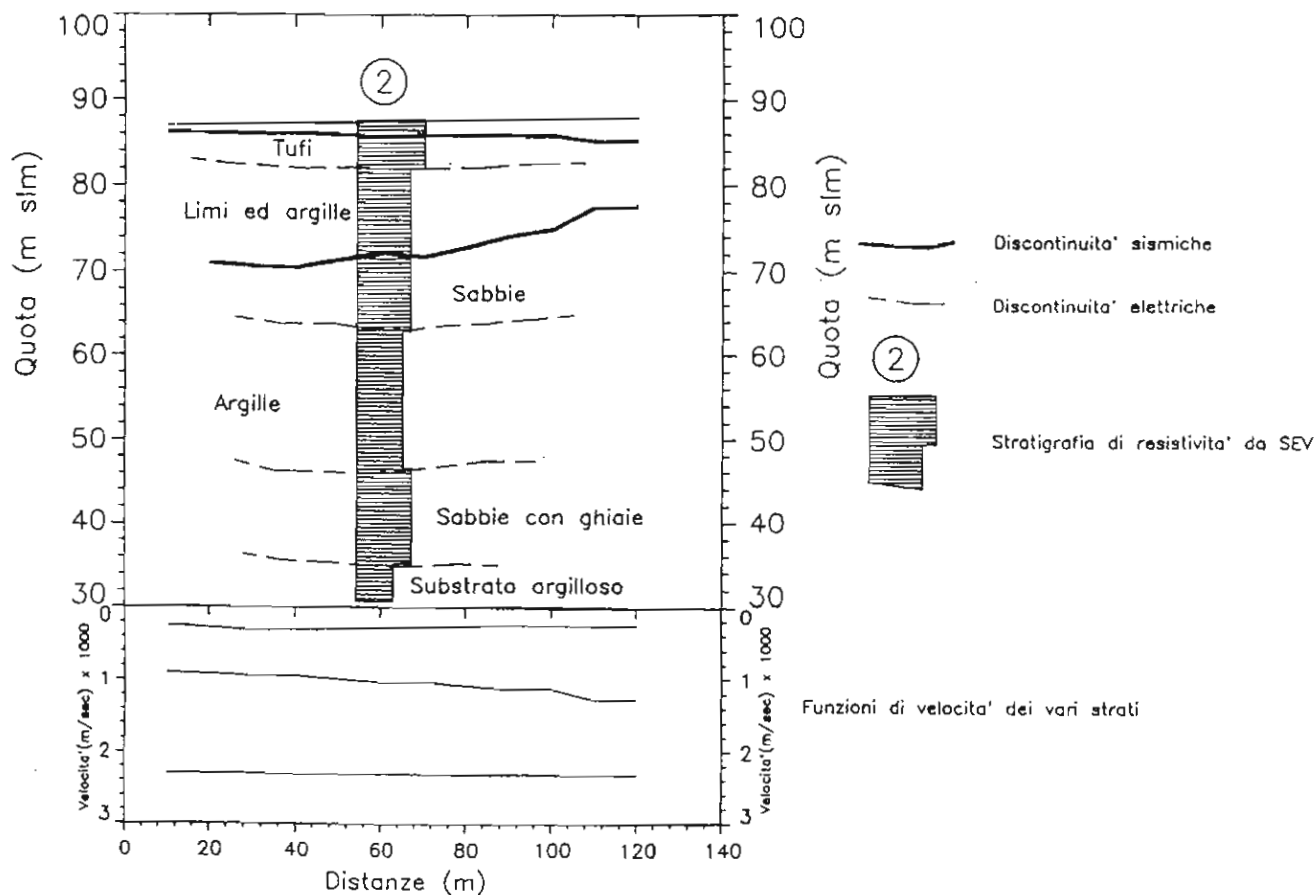 100
90
80
70
60
50
40
30
Quota (m slm)
2
Tufi
Limi ed argille
Sabbie
Argille
Sabbie con ghiaie
Substrato argilloso
100
90
80
70
60
50
40
30
Quota (m slm)
Discontinuita' sismiche
Discontinuita' elettriche
2
Stratigrafia di resistivita' da SEV
0
1
2
3
Velocita'(m/sec) x 1000
0
1
2
3
Velocita'(m/sec) x 1000
Funzioni di velocita' dei vari strati
0 20 40 60 80 100 120 140
Distanze (m)